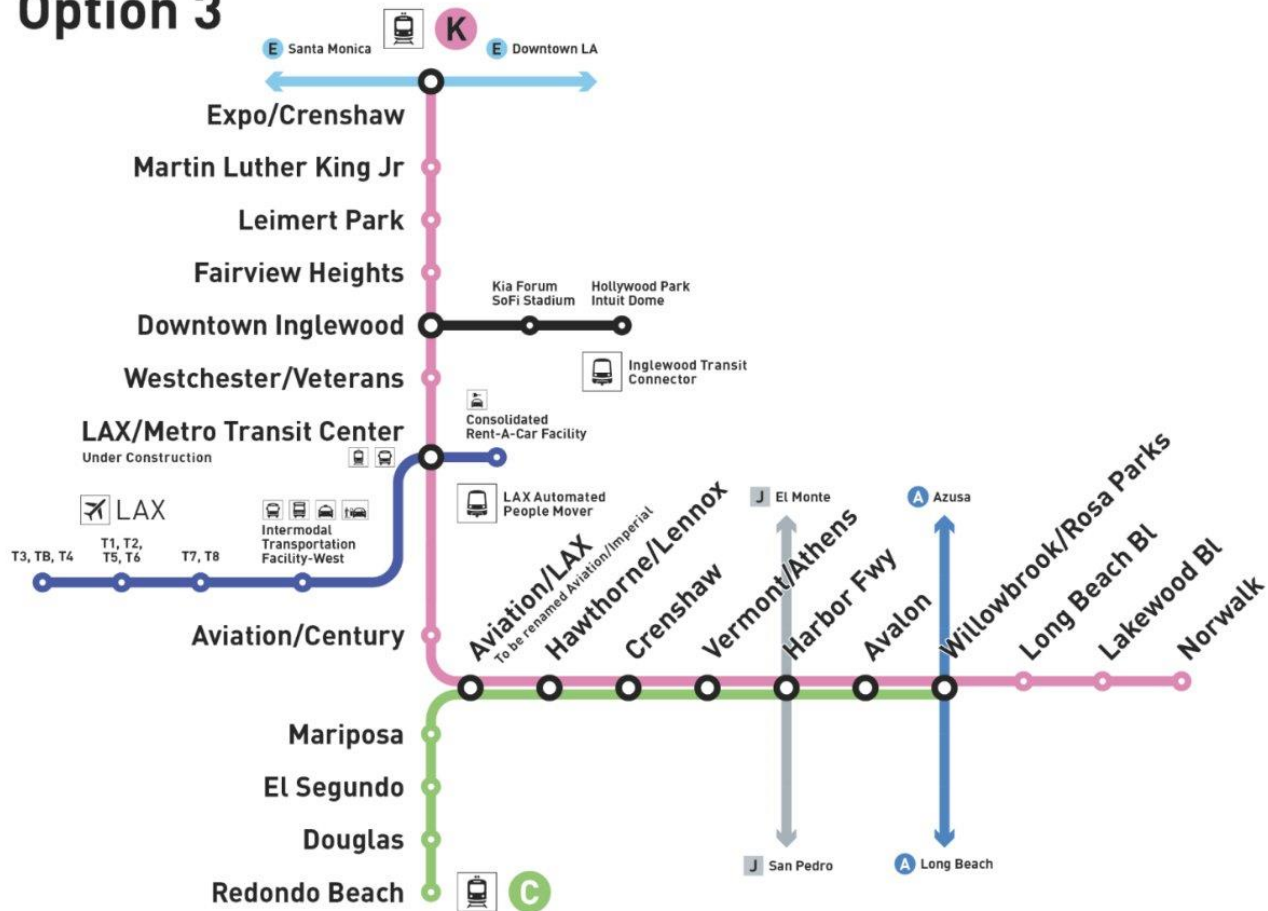 Option 3
K
E Santa Monica
E Downtown LA
Expo/Crenshaw
Martin Luther King Jr
Leimert Park
Fairview Heights
Kia Forum
SoFi Stadium
Hollywood Park
Intuit Dome
Downtown Inglewood
Inglewood Transit
Connector
Westchester/Veterans
Consolidated
Rent-A-Car Facility
LAX/Metro Transit Center
Under Construction
LAX Automated
People Mover
LAX
T3, TB, T4
T1, T2,
T5, T6
T7, T8
Intermodal
Transportation
Facility-West
J El Monte
A Azusa
Aviation/Century
Aviation/LAX
To be renamed Aviation/Imperial
Hawthorne/Lennox
Crenshaw
Vermont/Athens
Harbor Fwy
Avalon
Willowbrook/Rosa Parks
Long Beach Bl
Lakewood Bl
Norwalk
Mariposa
El Segundo
Douglas
Redondo Beach
C
J San Pedro
A Long Beach